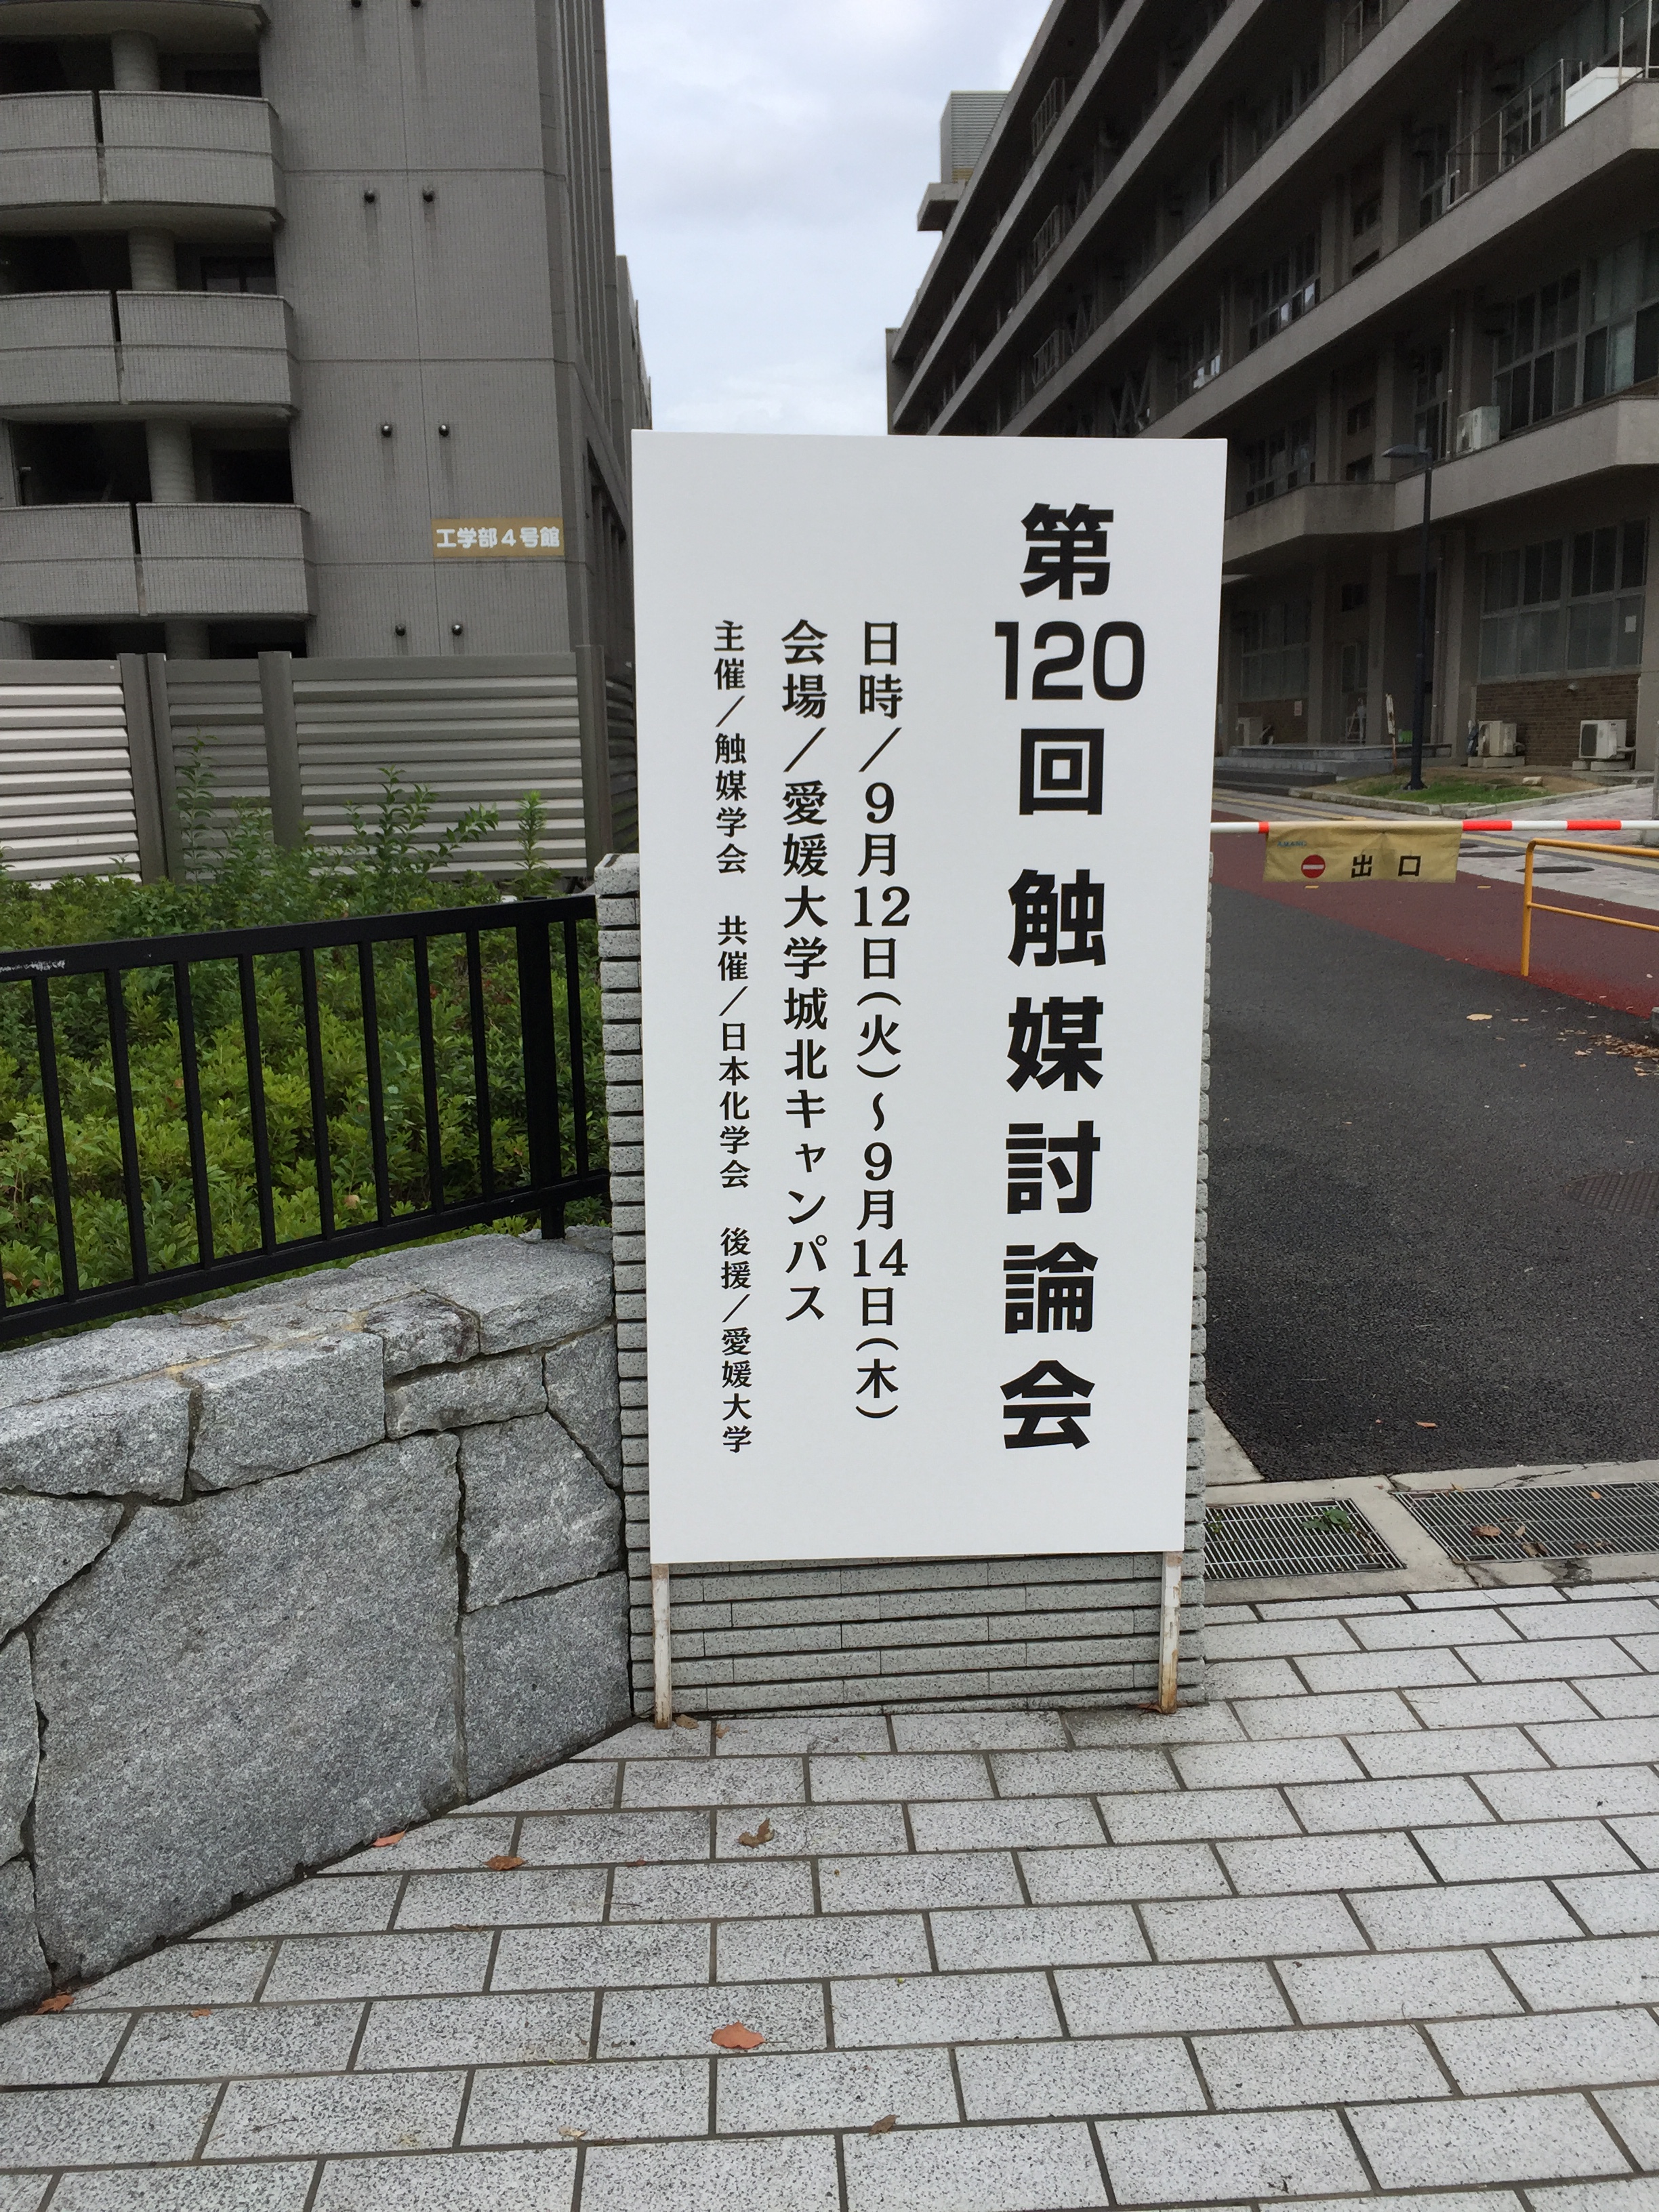 第120回 触媒討論会
日時／9月12日(火)～9月14日(木)
会場／愛媛大学城北キャンパス
主催／触媒学会 共催／日本化学会 後援／愛媛大学
工学部4号館
出口